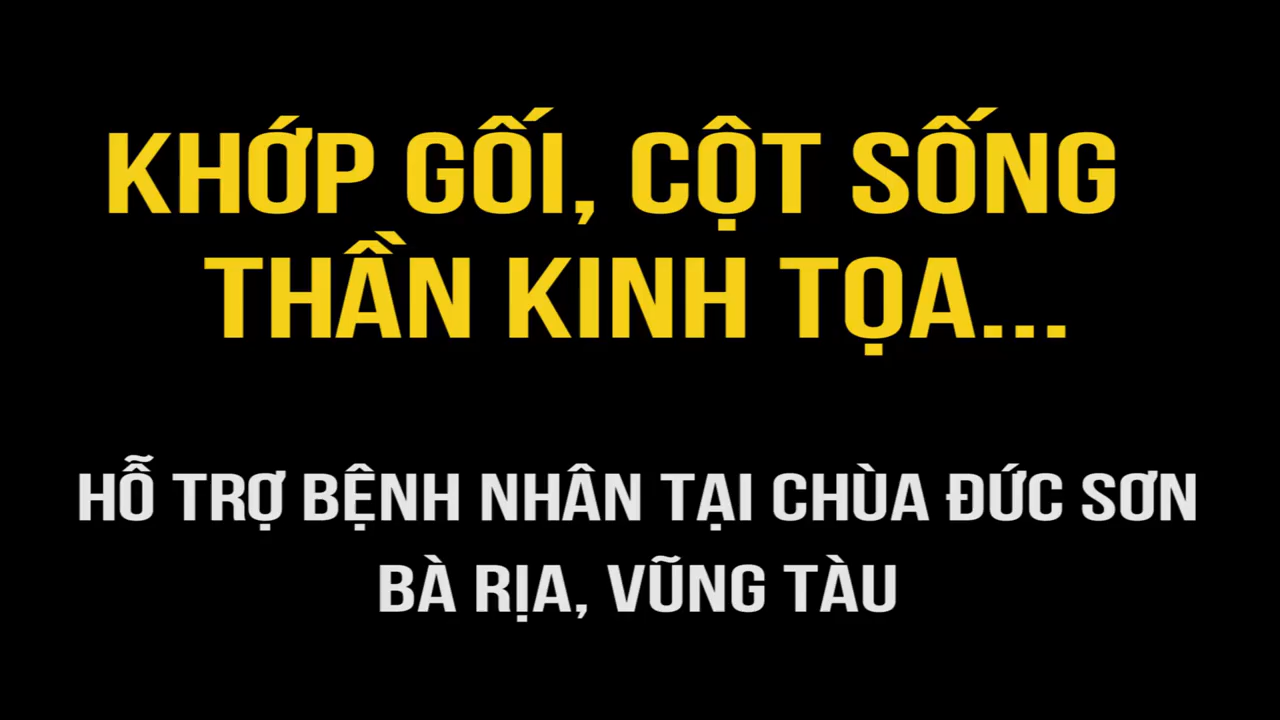 KHỚP GỐI, CỘT SỐNG
THẦN KINH TỌA...
HỖ TRỢ BỆNH NHÂN TẠI CHÙA ĐỨC SƠN
BÀ RỊA, VŨNG TÀU